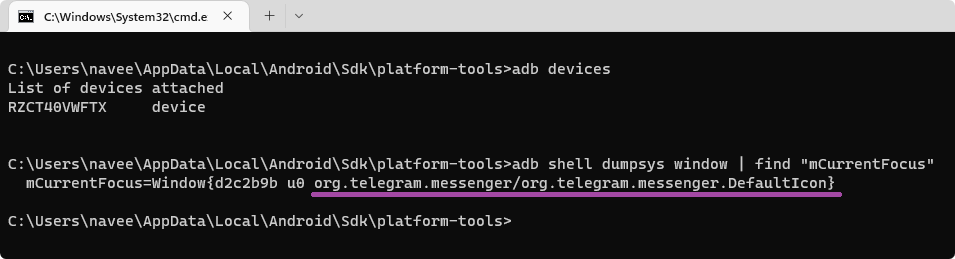 C:\Windows\System32\cmd.e
C:\Users\navee\AppData\Local\Android\Sdk\platform-tools>adb devices
List of devices attached
RZCT40VWFTX     device
C:\Users\navee\AppData\Local\Android\Sdk\platform-tools>adb shell dumpsys window | find "mCurrentFocus"
  mCurrentFocus=Window{d2c2b9b u0 org.telegram.messenger/org.telegram.messenger.DefaultIcon}
C:\Users\navee\AppData\Local\Android\Sdk\platform-tools>